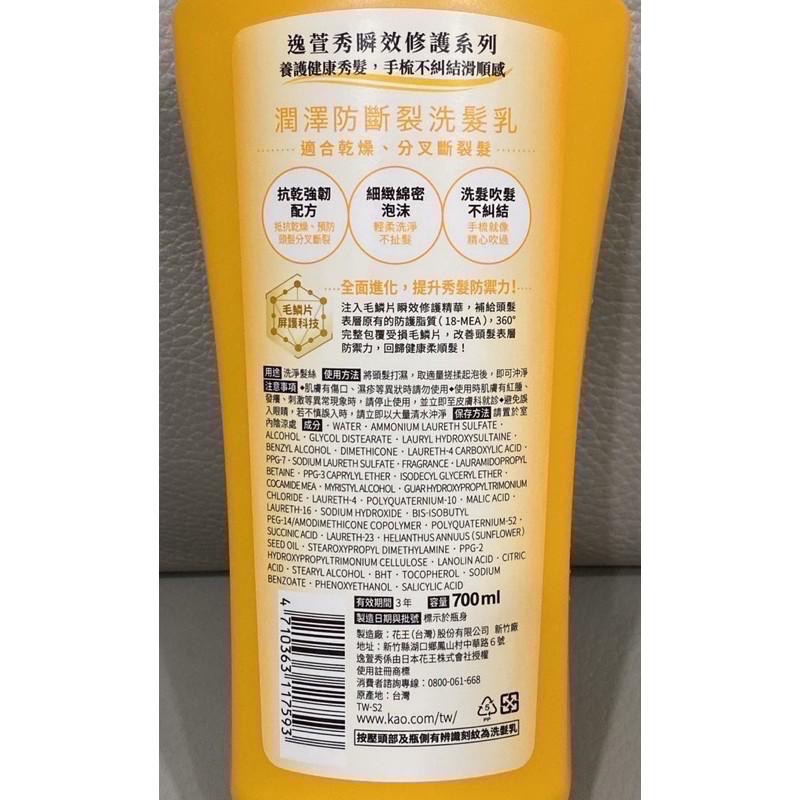 逸萱秀瞬效修護系列
養護健康秀髮，手梳不糾結滑順感
潤澤防斷裂洗髮乳
適合乾燥、分叉斷裂髮
抗乾強韌
配方
抵抗乾燥、預防
頭髮分叉斷裂
細緻綿密
泡沫
輕柔洗淨
不扯髮
洗髮吹髮
不糾結
手梳就像
精心吹過
毛鱗片
屏護科技
全面進化，提升秀髮防禦力!
注入毛鱗片瞬效修護精華，補給頭髮
表層原有的防護脂質(18-MEA)，360°
完整包覆受損毛鱗片，改善頭髮表層
防禦力，回歸健康柔順髮！
用途 洗淨髮絲 使用方法 將頭髮打濕，取適量搓揉起泡後，即可沖淨
注意事項 ◆肌膚有傷口、濕疹等異狀時請勿使用◆使用時肌膚有紅腫、
發癢、刺激等異常現象時，請停止使用，並立即至皮膚科就診◆避免誤
入眼睛，若不慎誤入時，請立即以大量清水沖淨 保存方法 請置於室
內陰涼處 成分 · WATER · AMMONIUM LAURETH SULFATE ·
ALCOHOL · GLYCOL DISTEARATE · LAURYL HYDROXYSULTAINE ·
BENZYL ALCOHOL · DIMETHICONE · LAURETH-4 CARBOXYLIC ACID ·
PPG-7 · SODIUM LAURETH SULFATE · FRAGRANCE · LAURAMIDOPROPYL
BETAINE · PPG-3 CAPRYLYL ETHER · ISODECYL GLYCERYL ETHER ·
COCAMIDE MEA · MYRISTYL ALCOHOL · GUAR HYDROXYPROPYLTRIMONIUM
CHLORIDE · LAURETH-4 · POLYQUATERNIUM-10 · MALIC ACID ·
LAURETH-16 · SODIUM HYDROXIDE · BIS-ISOBUTYL
PEG-14/AMODIMETHICONE COPOLYMER · POLYQUATERNIUM-52 ·
SUCCINIC ACID · LAURETH-23 · HELIANTHUS ANNUUS (SUNFLOWER)
SEED OIL · STEAROXYPROPYL DIMETHYLAMINE · PPG-2
HYDROXYPROPYLTRIMONIUM CELLULOSE · LANOLIN ACID · CITRIC
ACID · STEARYL ALCOHOL · BHT · TOCOPHEROL · SODIUM
BENZOATE · PHENOXYETHANOL · SALICYLIC ACID
有效期間 3年 容量 700ml
製造日期與批號 標示於瓶身
製造廠：花王(台灣)股份有限公司 新竹廠
地址：新竹縣湖口鄉鳳山村中華路6號
逸萱秀係由日本花王株式會社授權
使用註冊商標
消費者諮詢專線：0800-061-668
原產地：台灣
TW-S2
www.kao.com/tw/
5
PP
按壓頭部及瓶側有辨識刻紋為洗髮乳
4 710363 117593